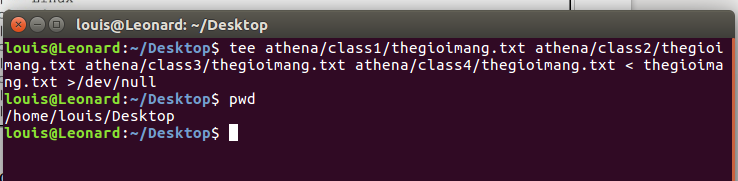 Linux
louis@Leonard: ~/Desktop
louis@Leonard:~/Desktop$ tee athena/class1/thegioimang.txt athena/class2/thegioi
mang.txt athena/class3/thegioimang.txt athena/class4/thegioimang.txt < thegioima
ng.txt >/dev/null
louis@Leonard:~/Desktop$ pwd
/home/louis/Desktop
louis@Leonard:~/Desktop$